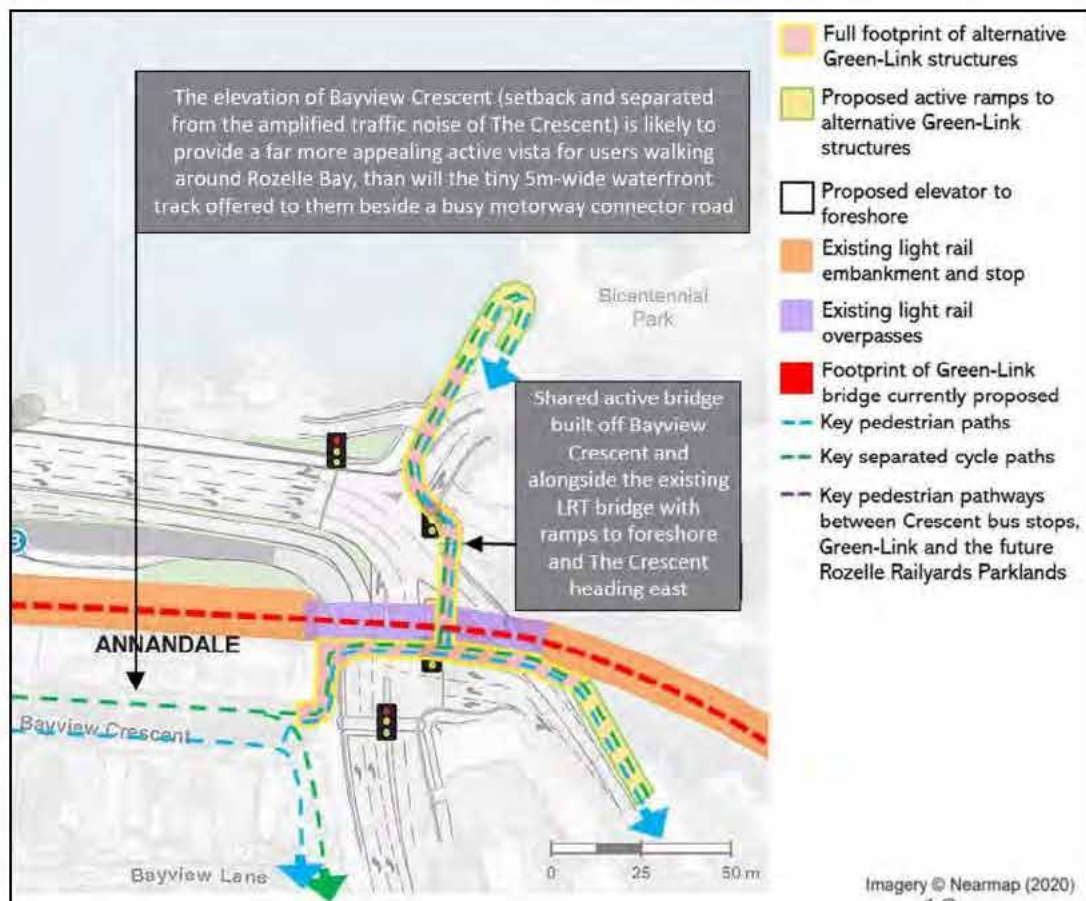 The elevation of Bayview Crescent (setback and separated
from the amplified traffic noise of The Crescent) is likely to
provide a far more appealing active vista for users walking
around Rozelle Bay, than will the tiny 5m-wide waterfront
track offered to them beside a busy motorway connector road
Bicentennial
Park
Shared active bridge
built off Bayview
Crescent and
alongside the existing
LRT bridge with
ramps to foreshore
and The Crescent
heading east
B
ANNANDALE
Bayview Crescent
Bayview Lane
0 25 50 m
Full footprint of alternative
Green-Link structures
Proposed active ramps to
alternative Green-Link
structures
Proposed elevator to
foreshore
Existing light rail
embankment and stop
Existing light rail
overpasses
Footprint of Green-Link
bridge currently proposed
Key pedestrian paths
Key separated cycle paths
Key pedestrian pathways
between Crescent bus stops,
Green-Link and the future
Rozelle Railyards Parklands
Imagery © Nearmap (2020)